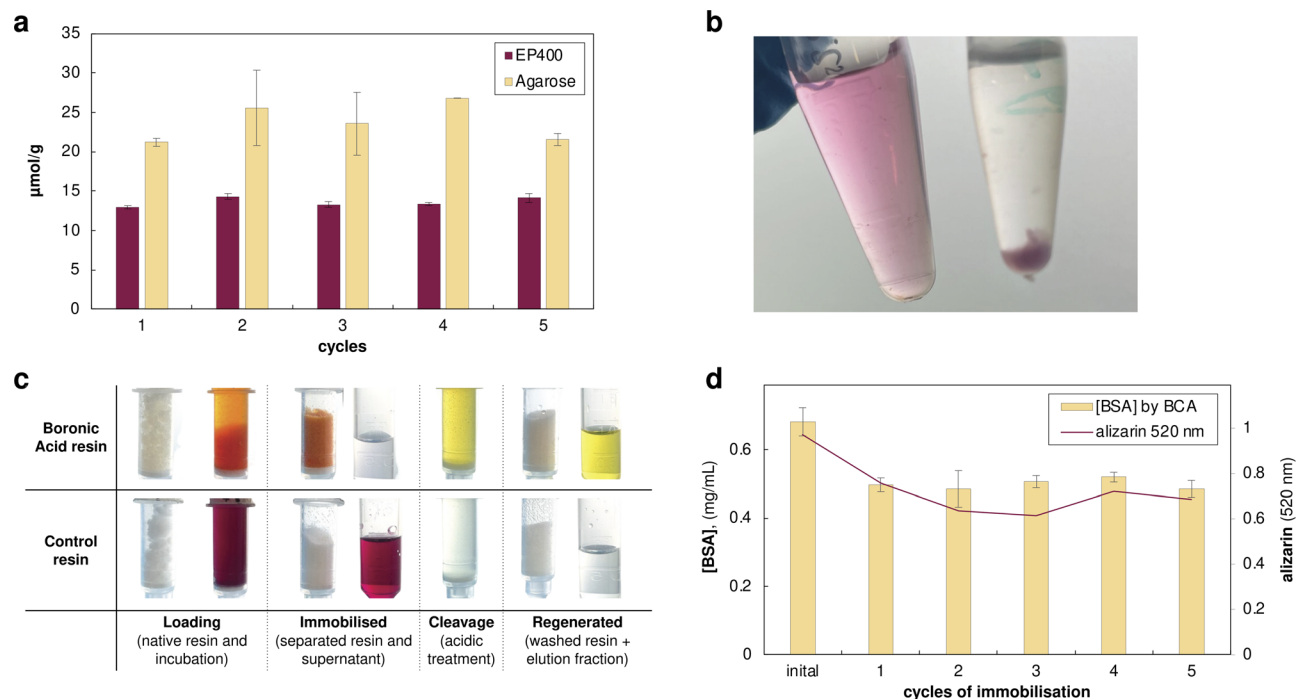 a
35
30
25
20
15
10
5
0
µmol/g
EP400
Agarose
1 2 3 4 5
cycles
b
C2
c
Boronic
Acid resin
Control
resin
Loading
(native resin and
incubation)
Immobilised
(separated resin and
supernatant)
Cleavage
(acidic
treatment)
Regenerated
(washed resin +
elution fraction)
d
[BSA], (mg/mL)
0.6
0.4
0.2
0
[BSA] by BCA
alizarin 520 nm
1
0.8
0.6
0.4
0.2
0
alizarin (520 nm)
inital 1 2 3 4 5
cycles of immobilisation